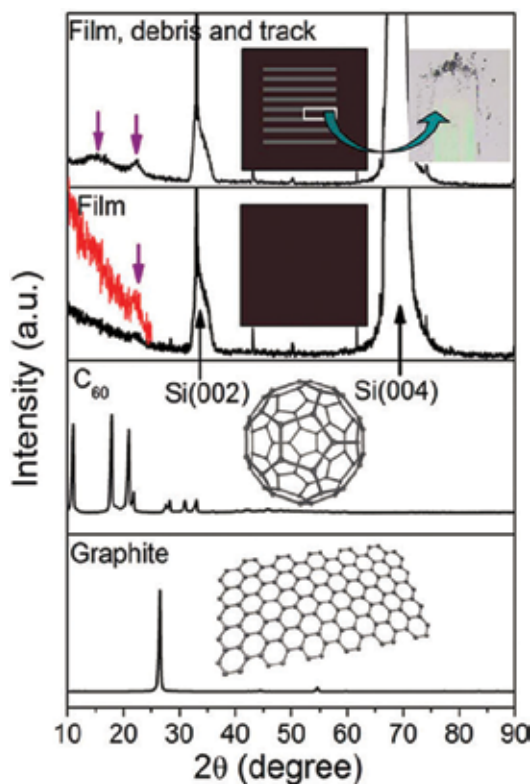 Film, debris and track
Film
Si(002)
Si(004)
C₆₀
Graphite
10 20 30 40 50 60 70 80 90
2θ (degree)
Intensity (a.u.)